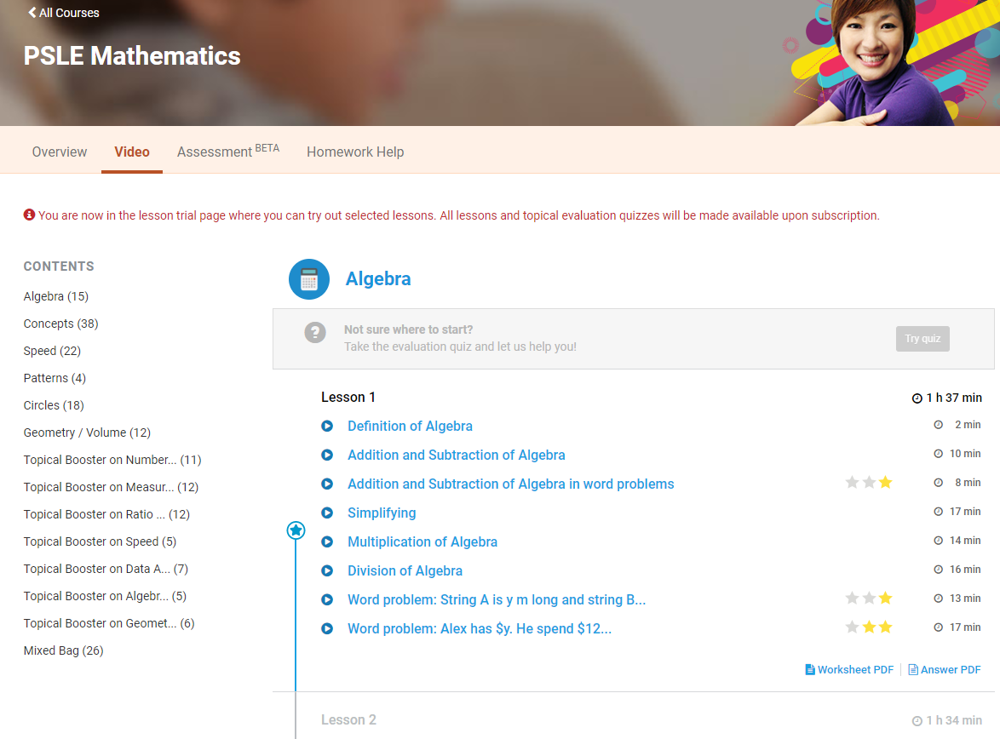 All Courses
PSLE Mathematics
Overview
Video
Assessment BETA
Homework Help
You are now in the lesson trial page where you can try out selected lessons. All lessons and topical evaluation quizzes will be made available upon subscription.
CONTENTS
Algebra (15)
Concepts (38)
Speed (22)
Patterns (4)
Circles (18)
Geometry / Volume (12)
Topical Booster on Number... (11)
Topical Booster on Measur... (12)
Topical Booster on Ratio ... (12)
Topical Booster on Speed (5)
Topical Booster on Data A... (7)
Topical Booster on Algebr... (5)
Topical Booster on Geomet... (6)
Mixed Bag (26)
Algebra
?
Not sure where to start?
Take the evaluation quiz and let us help you!
Try quiz
Lesson 1 1 h 37 min
Definition of Algebra 2 min
Addition and Subtraction of Algebra 10 min
Addition and Subtraction of Algebra in word problems 8 min
Simplifying 17 min
Multiplication of Algebra 14 min
Division of Algebra 16 min
Word problem: String A is y m long and string B... 13 min
Word problem: Alex has $y. He spend $12... 17 min
Worksheet PDF Answer PDF
Lesson 2 1 h 34 min